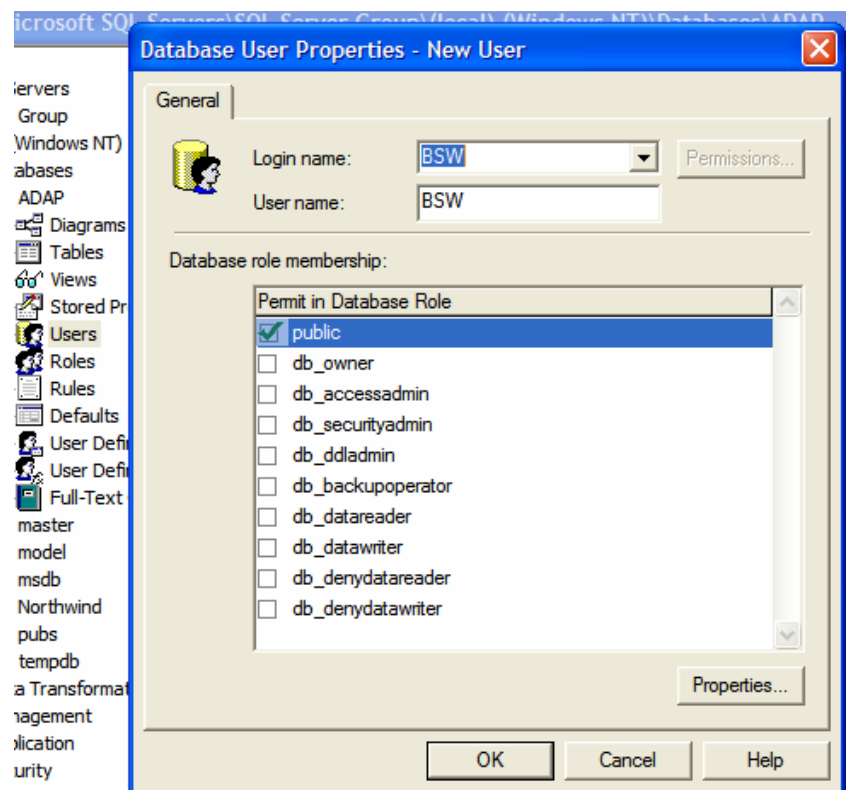 icrosoft SQL Servers\SQL Server Group\(local) (Windows NT)\Databases\ADAP
Database User Properties - New User
General
Login name:
BSW
Permissions...
User name:
BSW
Database role membership:
Permit in Database Role
public
db_owner
db_accessadmin
db_securityadmin
db_ddladmin
db_backupoperator
db_datareader
db_datawriter
db_denydatareader
db_denydatawriter
Properties...
OK
Cancel
Help
Servers
Group
(Windows NT)
tabases
ADAP
Diagrams
Tables
Views
Stored Pr
Users
Roles
Rules
Defaults
User Defi
User Defi
Full-Text
master
model
msdb
Northwind
pubs
tempdb
ta Transformat
nagement
plication
urity